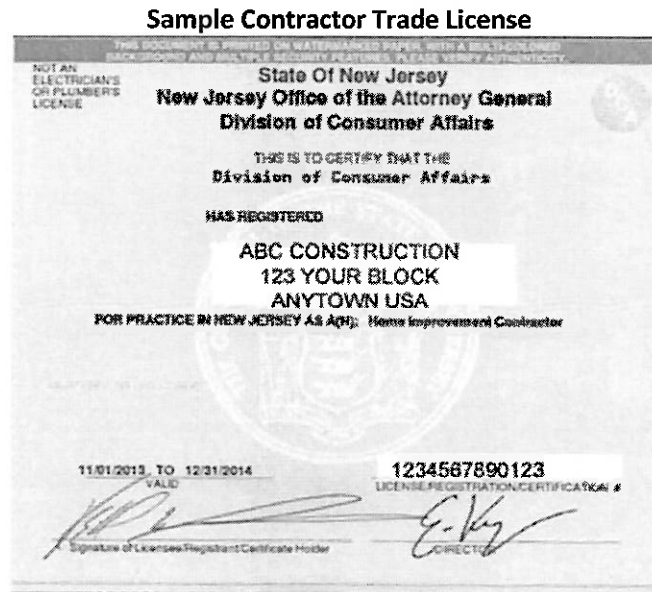 Sample Contractor Trade License
THIS DOCUMENT IS PRINTED ON WATERMARKED PAPER, WITH A MULTI-COLORED
BACKGROUND AND MULTIPLE SECURITY FEATURES. PLEASE VERIFY AUTHENTICITY.
NOT AN
ELECTRICIAN'S
OR PLUMBER'S
LICENSE
State Of New Jersey
New Jersey Office of the Attorney General
Division of Consumer Affairs
DCA
THIS IS TO CERTIFY THAT THE
Division of Consumer Affairs
HAS REGISTERED
ABC CONSTRUCTION
123 YOUR BLOCK
ANYTOWN USA
FOR PRACTICE IN NEW JERSEY AS A(N): Home Improvement Contractor
11/01/2013 TO 12/31/2014
VALID
1234567890123
LICENSE/REGISTRATION/CERTIFICATION #
Signature of Licensee/Registrant/Certificate Holder
DIRECTOR